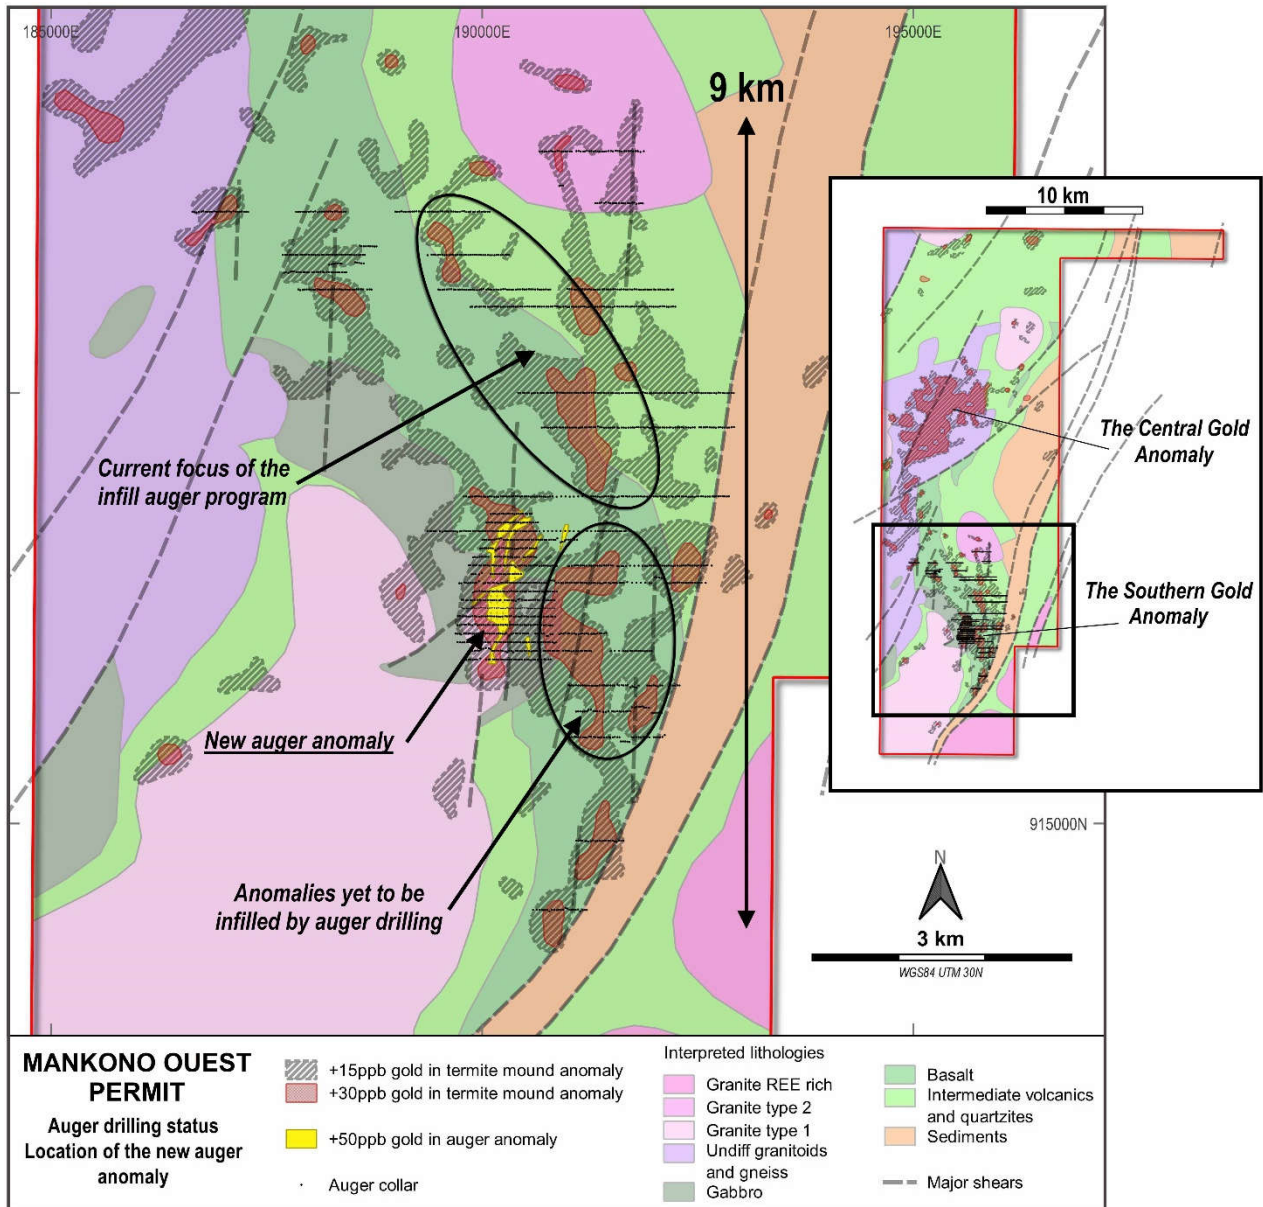 185000E
190000E
195000E
9 km
10 km
The Central Gold
Anomaly
The Southern Gold
Anomaly
Current focus of the
infill auger program
New auger anomaly
Anomalies yet to be
infilled by auger drilling
915000N
N
3 km
WGS84 UTM 30N
MANKONO OUEST
PERMIT
Auger drilling status
Location of the new auger
anomaly
+15ppb gold in termite mound anomaly
+30ppb gold in termite mound anomaly
+50ppb gold in auger anomaly
Auger collar
Interpreted lithologies
Granite REE rich
Granite type 2
Granite type 1
Undiff granitoids
and gneiss
Gabbro
Basalt
Intermediate volcanics
and quartzites
Sediments
Major shears